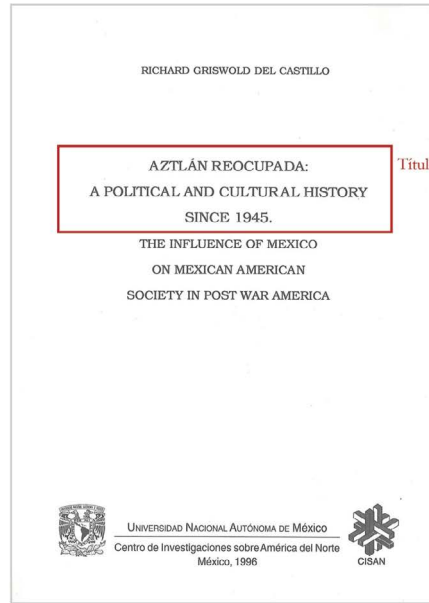 RICHARD GRISWOLD DEL CASTILLO
AZTLÁN REOCUPADA:
A POLITICAL AND CULTURAL HISTORY
SINCE 1945.
Títul
THE INFLUENCE OF MEXICO
ON MEXICAN AMERICAN
SOCIETY IN POST WAR AMERICA
UNIVERSIDAD NACIONAL AUTÓNOMA DE MÉXICO
Centro de Investigaciones sobre América del Norte
México, 1996
CISAN